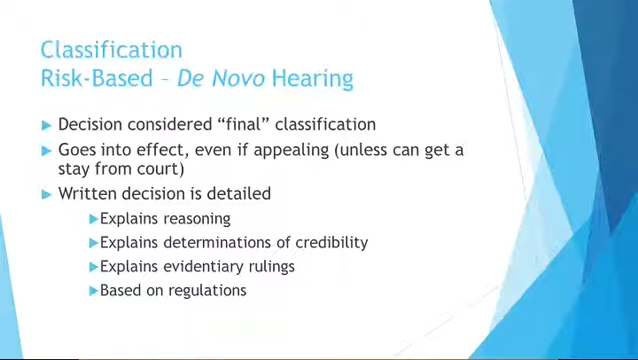 Classification
Risk-Based – De Novo Hearing
Decision considered “final” classification
Goes into effect, even if appealing (unless can get a
stay from court)
Written decision is detailed
Explains reasoning
Explains determinations of credibility
Explains evidentiary rulings
Based on regulations